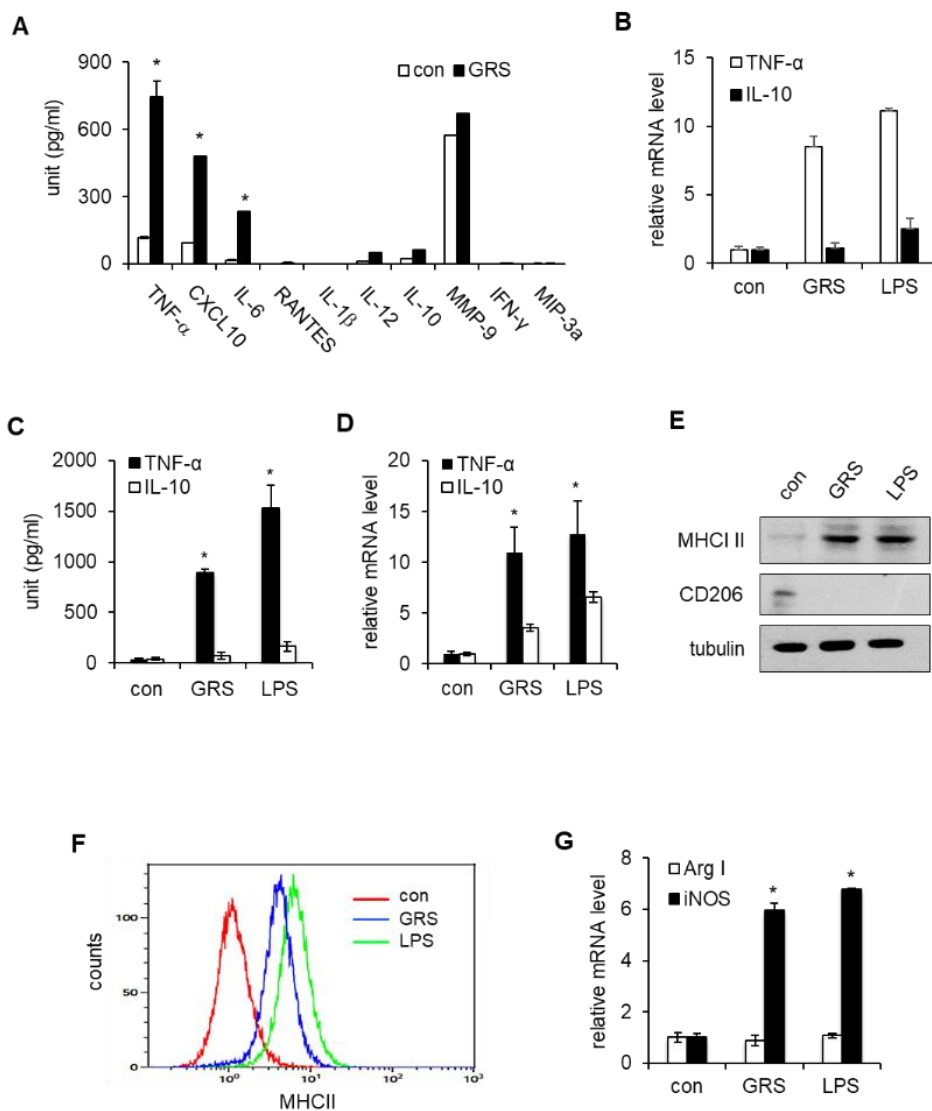 A
B
900
600
300
0
unit (pg/ml)
con GRS
*
*
*
TNF-α
CXCL10
IL-6
RANTES
IL-1β
IL-12
IL-10
MMP-9
IFN-γ
MIP-3a
15
10
5
0
relative mRNA level
TNF-α
IL-10
con GRS LPS
C
D
E
2000
1500
1000
500
0
unit (pg/ml)
TNF-α
IL-10
*
*
con GRS LPS
20
15
10
5
0
relative mRNA level
TNF-α
IL-10
*
*
con GRS LPS
con GRS LPS
MHCI II
CD206
tubulin
F
G
100
50
0
counts
con
GRS
LPS
10⁰ 10¹ 10² 10³
MHCII
8
6
4
2
0
relative mRNA level
Arg I
iNOS
*
*
con GRS LPS